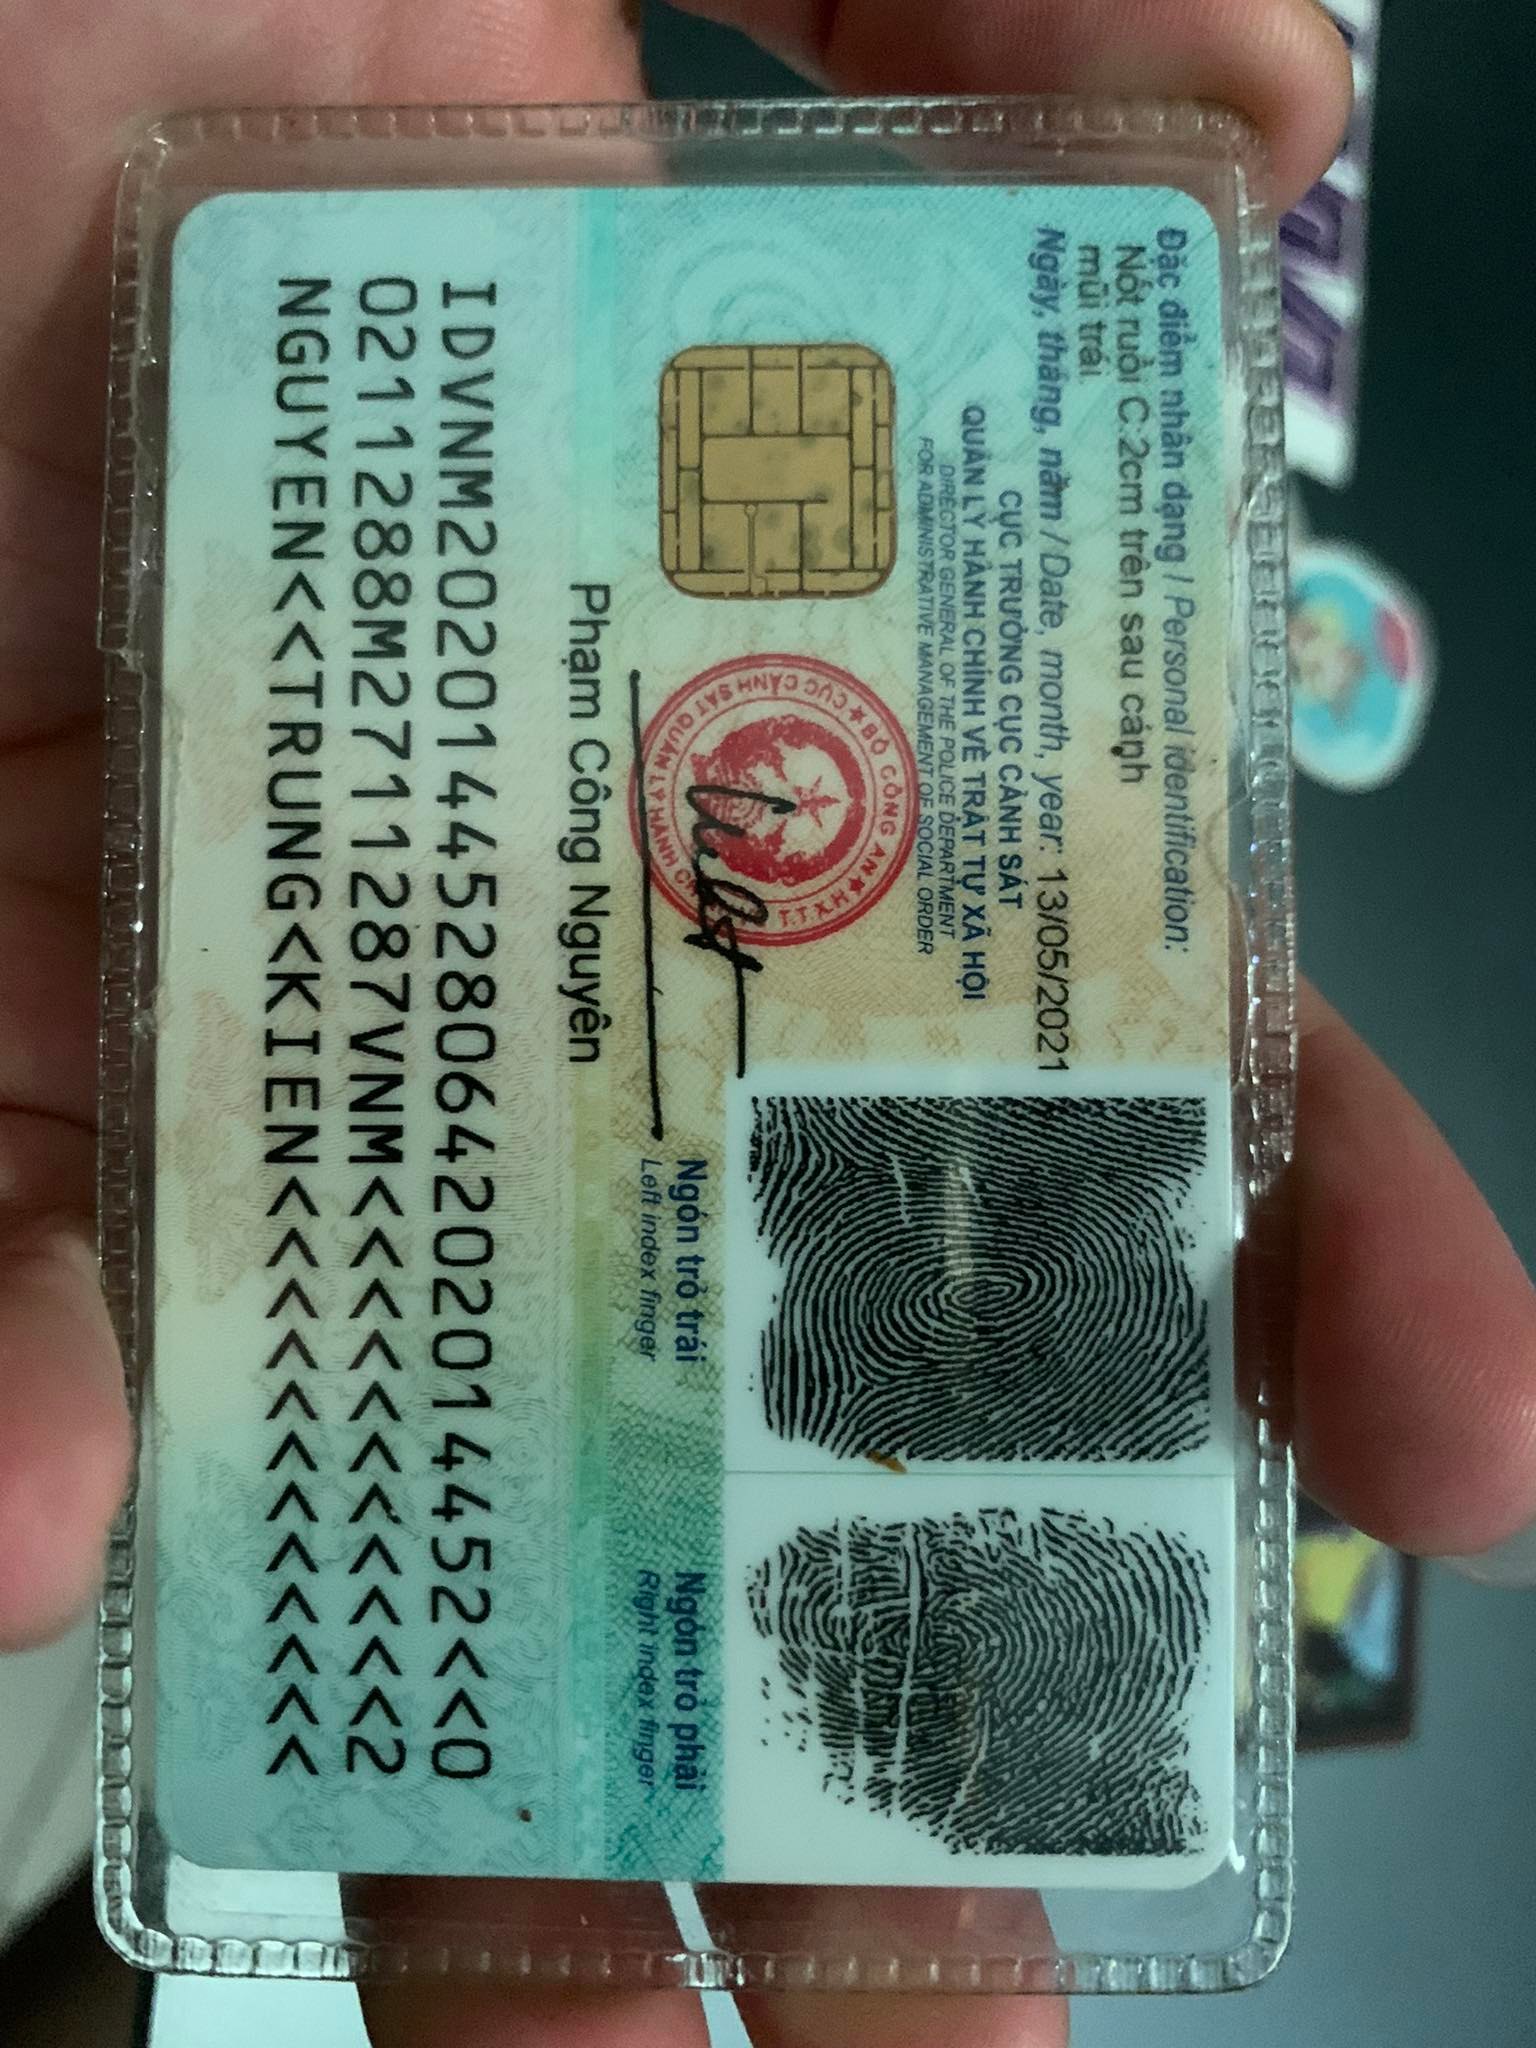 Đặc điểm nhân dạng / Personal identification:
Nốt ruồi C:2cm trên sau cánh
mũi trái.
Ngày, tháng, năm / Date, month, year: 13/05/2021
CỤC TRƯỞNG CỤC CẢNH SÁT
QUẢN LÝ HÀNH CHÍNH VỀ TRẬT TỰ XÃ HỘI
DIRECTOR GENERAL OF THE POLICE DEPARTMENT
FOR ADMINISTRATIVE MANAGEMENT OF SOCIAL ORDER
BỘ CÔNG AN
CỤC CẢNH SÁT QUẢN LÝ HÀNH T.T.X.H
Phạm Công Nguyên
Ngón trỏ trái
Left index finger
Ngón trỏ phải
Right index finger
IDVNM2020144528064202014452<<0
0211288M2711287VNM<<<<<<<<<<<2
NGUYEN<<TRUNG<KIEN<<<<<<<<<<<<